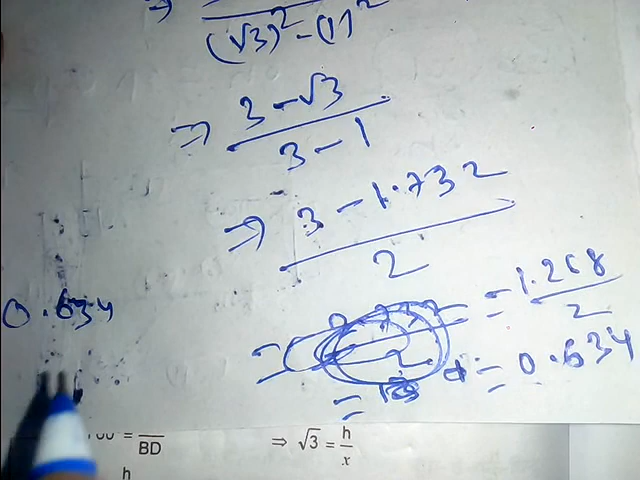 ⇒ (√3)² - (1)²
⇒ 3 - √3 / 3 - 1
⇒ 3 - 1.732 / 2
= 1.268 / 2
0.634
= 0.634
= BD
⇒ √3 = h / x
h